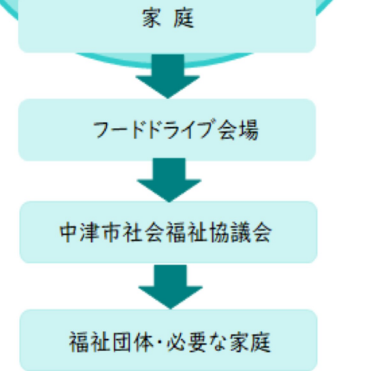 家 庭
フードドライブ会場
中津市社会福祉協議会
福祉団体・必要な家庭